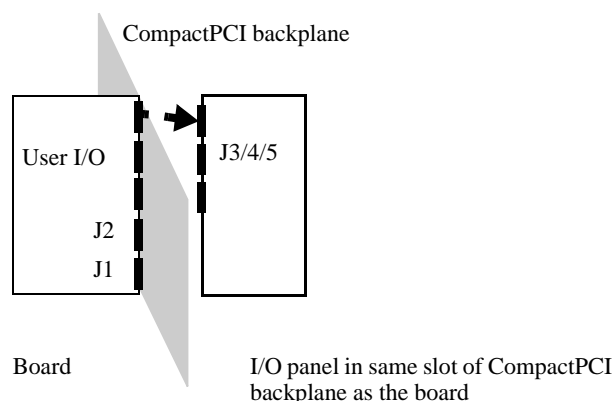 CompactPCI backplane
User I/O
J3/4/5
J2
J1
Board
I/O panel in same slot of CompactPCI
backplane as the board